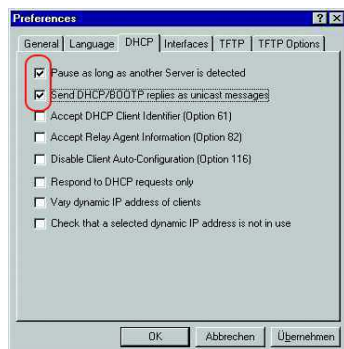 Preferences
General Language DHCP Interfaces TFTP TFTP Options
Pause as long as another Server is detected
Send DHCP/BOOTP replies as unicast messages
Accept DHCP Client Identifier (Option 61)
Accept Relay Agent Information (Option 82)
Disable Client Auto-Configuration (Option 116)
Respond to DHCP requests only
Vary dynamic IP address of clients
Check that a selected dynamic IP address is not in use
OK Abbrechen Übernehmen